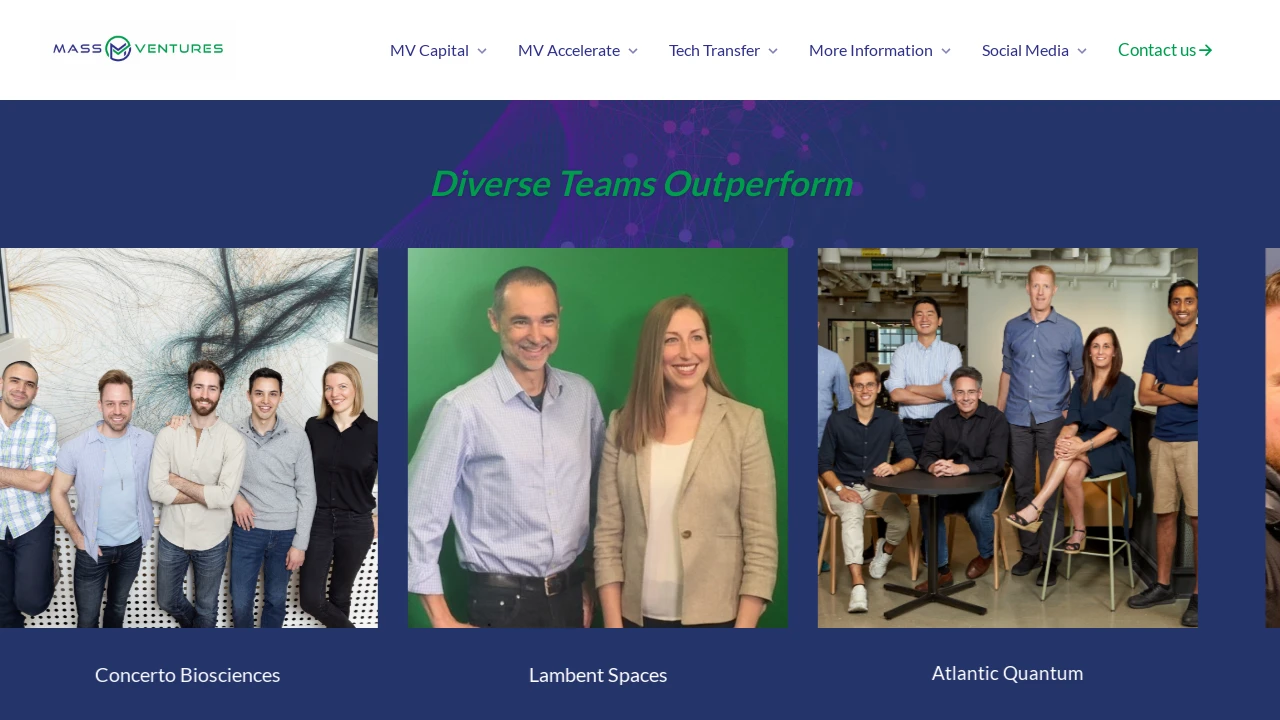 MASS VENTURES
MV Capital
MV Accelerate
Tech Transfer
More Information
Social Media
Contact us
Diverse Teams Outperform
Concerto Biosciences
Lambent Spaces
Atlantic Quantum